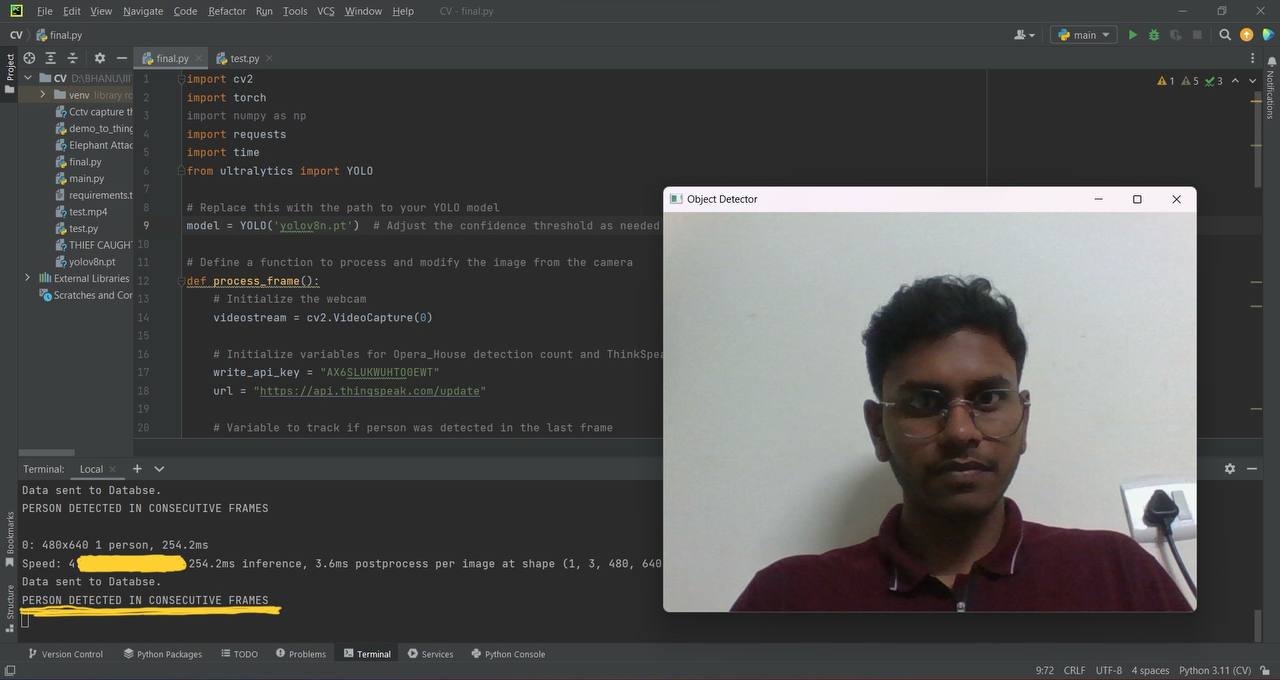 File Edit View Navigate Code Refactor Run Tools VCS Window Help CV - final.py
CV final.py main
Project
final.py test.py
Notifications
CV D:\BHANU\III
venv library ro
Cctv capture th
demo_to_thing
Elephant Attac
final.py
main.py
requirements.t
test.mp4
test.py
THIEF CAUGHT
yolov8n.pt
External Libraries
Scratches and Cor
1 5 3
1 import cv2
2 import torch
3 import numpy as np
4 import requests
5 import time
6 from ultralytics import YOLO
7
8 # Replace this with the path to your YOLO model
9 model = YOLO('yolov8n.pt') # Adjust the confidence threshold as needed
10
11 # Define a function to process and modify the image from the camera
12 def process_frame():
13 # Initialize the webcam
14 videostream = cv2.VideoCapture(0)
15
16 # Initialize variables for Opera_House detection count and ThinkSpea
17 write_api_key = "AX6SLUKWUHTO0EWT"
18 url = "https://api.thingspeak.com/update"
19
20 # Variable to track if person was detected in the last frame
Object Detector
Terminal: Local
Data sent to Databse.
PERSON DETECTED IN CONSECUTIVE FRAMES
0: 480x640 1 person, 254.2ms
Speed: 4 254.2ms inference, 3.6ms postprocess per image at shape (1, 3, 480, 640
Data sent to Databse.
PERSON DETECTED IN CONSECUTIVE FRAMES
Bookmarks
Structure
Version Control Python Packages TODO Problems Terminal Services Python Console
9:72 CRLF UTF-8 4 spaces Python 3.11 (CV)